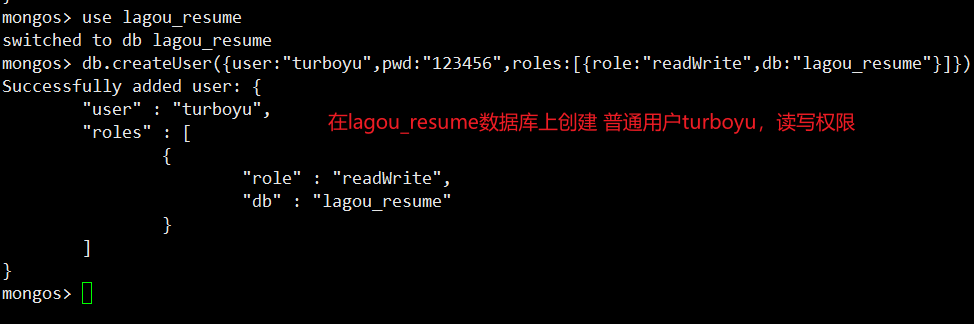 mongos> use lagou_resume
switched to db lagou_resume
mongos> db.createUser({user:"turboyu",pwd:"123456",roles:[{role:"readWrite",db:"lagou_resume"}]})
Successfully added user: {
"user" : "turboyu",
在lagou_resume数据库上创建 普通用户turboyu，读写权限
"roles" : [
{
"role" : "readWrite",
"db" : "lagou_resume"
}
]
}
mongos>